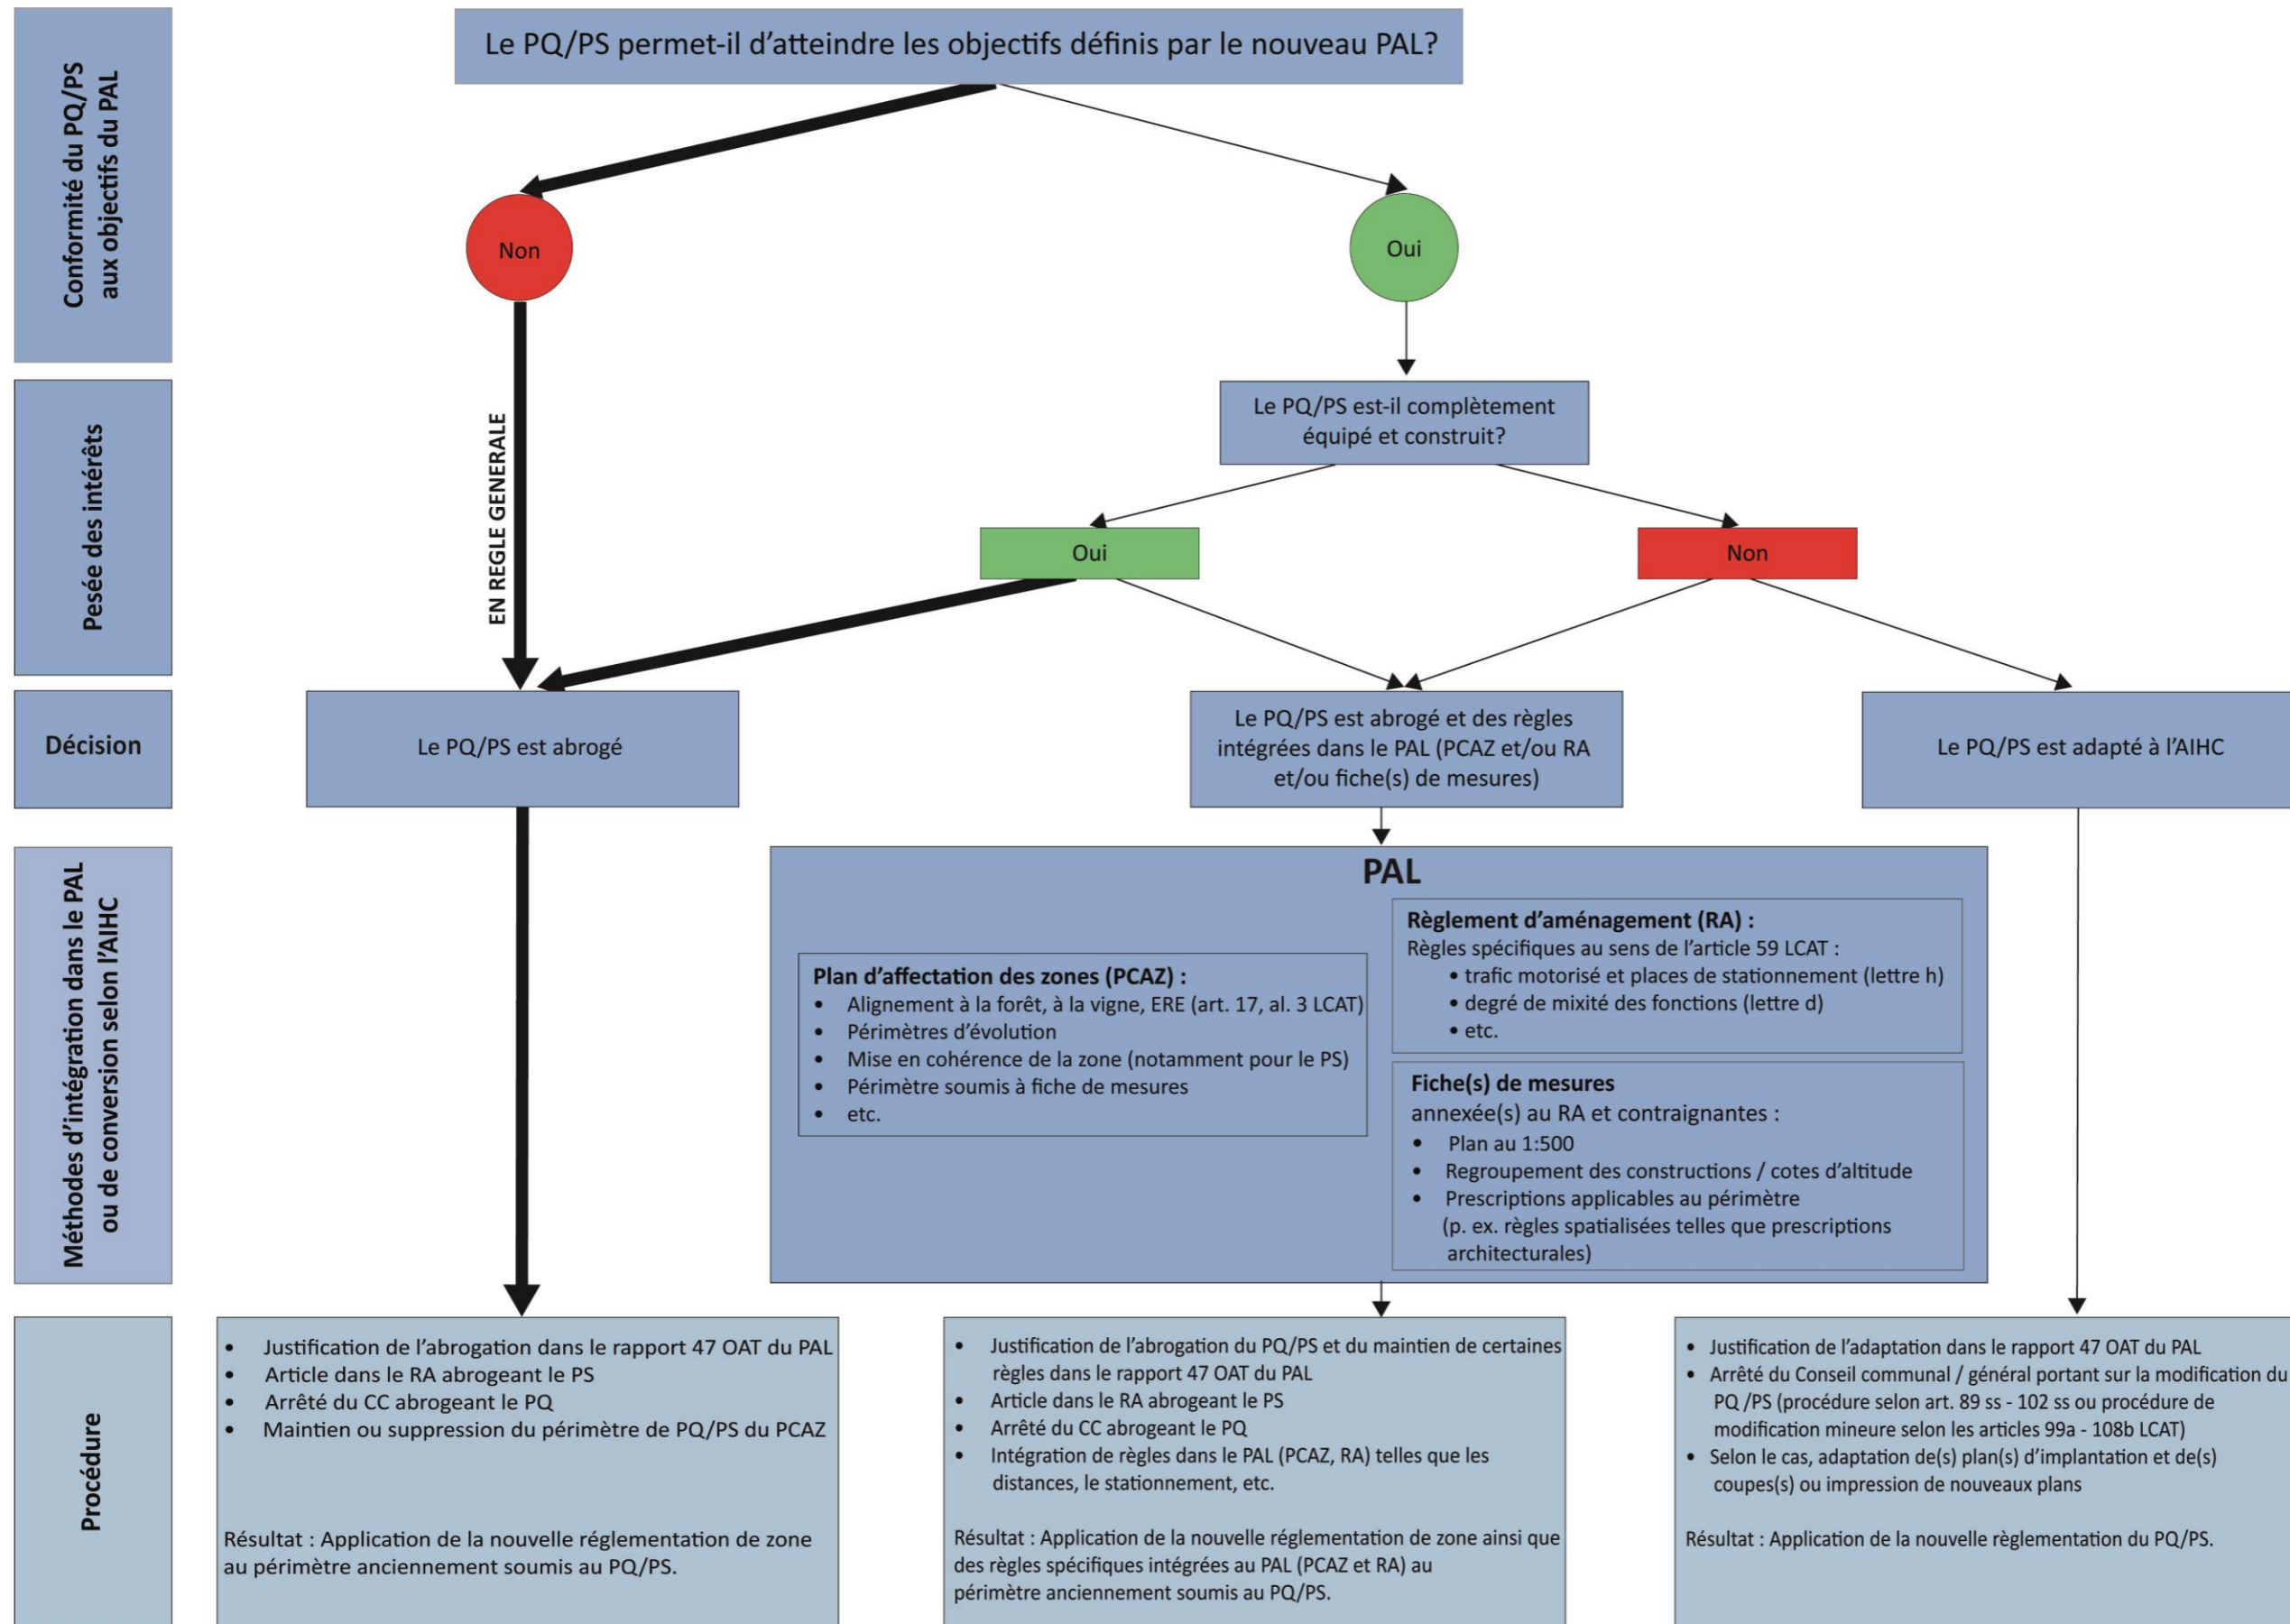 Conformité du PQ/PS
aux objectifs du PAL
Le PQ/PS permet-il d’atteindre les objectifs définis par le nouveau PAL?
Non
Oui
Pesée des intérêts
EN REGLE GENERALE
Le PQ/PS est-il complètement
équipé et construit?
Oui
Non
Décision
Le PQ/PS est abrogé
Le PQ/PS est abrogé et des règles
intégrées dans le PAL (PCAZ et/ou RA
et/ou fiche(s) de mesures)
Le PQ/PS est adapté à l’AIHC
Méthodes d’intégration dans le PAL
ou de conversion selon l’AIHC
PAL
Plan d’affectation des zones (PCAZ) :
• Alignement à la forêt, à la vigne, ERE (art. 17, al. 3 LCAT)
• Périmètres d’évolution
• Mise en cohérence de la zone (notamment pour le PS)
• Périmètre soumis à fiche de mesures
• etc.
Règlement d’aménagement (RA) :
Règles spécifiques au sens de l’article 59 LCAT :
• trafic motorisé et places de stationnement (lettre h)
• degré de mixité des fonctions (lettre d)
• etc.
Fiche(s) de mesures
annexée(s) au RA et contraignantes :
• Plan au 1:500
• Regroupement des constructions / cotes d’altitude
• Prescriptions applicables au périmètre
(p. ex. règles spatialisées telles que prescriptions
architecturales)
Procédure
• Justification de l’abrogation dans le rapport 47 OAT du PAL
• Article dans le RA abrogeant le PS
• Arrêté du CC abrogeant le PQ
• Maintien ou suppression du périmètre de PQ/PS du PCAZ
Résultat : Application de la nouvelle réglementation de zone
au périmètre anciennement soumis au PQ/PS.
• Justification de l’abrogation du PQ/PS et du maintien de certaines
règles dans le rapport 47 OAT du PAL
• Article dans le RA abrogeant le PS
• Arrêté du CC abrogeant le PQ
• Intégration de règles dans le PAL (PCAZ, RA) telles que les
distances, le stationnement, etc.
Résultat : Application de la nouvelle réglementation de zone ainsi que
des règles spécifiques intégrées au PAL (PCAZ et RA) au
périmètre anciennement soumis au PQ/PS.
• Justification de l’adaptation dans le rapport 47 OAT du PAL
• Arrêté du Conseil communal / général portant sur la modification du
PQ /PS (procédure selon art. 89 ss - 102 ss ou procédure de
modification mineure selon les articles 99a - 108b LCAT)
• Selon le cas, adaptation de(s) plan(s) d’implantation et de(s)
coupes(s) ou impression de nouveaux plans
Résultat : Application de la nouvelle règlementation du PQ/PS.